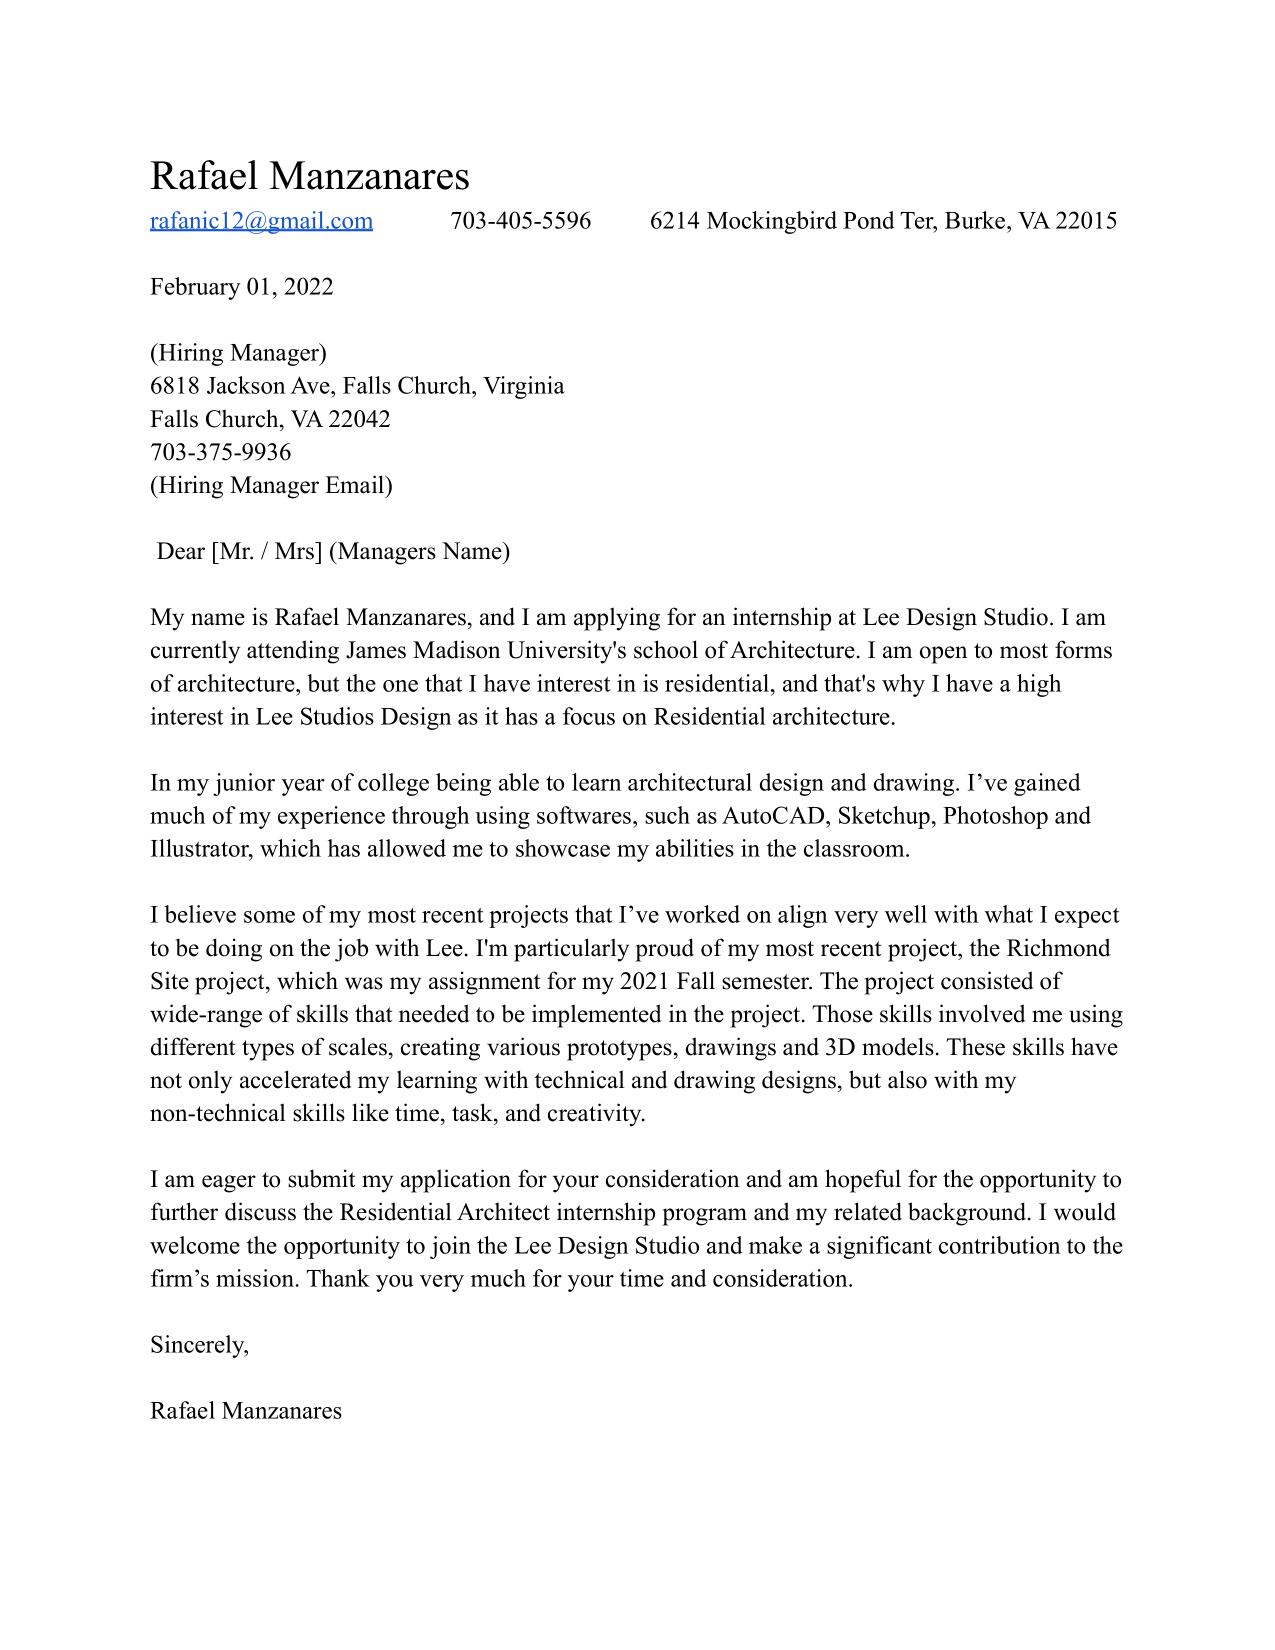 Rafael Manzanares
rafanic12@gmail.com 703-405-5596 6214 Mockingbird Pond Ter, Burke, VA 22015
February 01, 2022
(Hiring Manager)
6818 Jackson Ave, Falls Church, Virginia
Falls Church, VA 22042
703-375-9936
(Hiring Manager Email)
Dear [Mr. / Mrs] (Managers Name)
My name is Rafael Manzanares, and I am applying for an internship at Lee Design Studio. I am
currently attending James Madison University's school of Architecture. I am open to most forms
of architecture, but the one that I have interest in is residential, and that's why I have a high
interest in Lee Studios Design as it has a focus on Residential architecture.
In my junior year of college being able to learn architectural design and drawing. I’ve gained
much of my experience through using softwares, such as AutoCAD, Sketchup, Photoshop and
Illustrator, which has allowed me to showcase my abilities in the classroom.
I believe some of my most recent projects that I’ve worked on align very well with what I expect
to be doing on the job with Lee. I'm particularly proud of my most recent project, the Richmond
Site project, which was my assignment for my 2021 Fall semester. The project consisted of
wide-range of skills that needed to be implemented in the project. Those skills involved me using
different types of scales, creating various prototypes, drawings and 3D models. These skills have
not only accelerated my learning with technical and drawing designs, but also with my
non-technical skills like time, task, and creativity.
I am eager to submit my application for your consideration and am hopeful for the opportunity to
further discuss the Residential Architect internship program and my related background. I would
welcome the opportunity to join the Lee Design Studio and make a significant contribution to the
firm’s mission. Thank you very much for your time and consideration.
Sincerely,
Rafael Manzanares